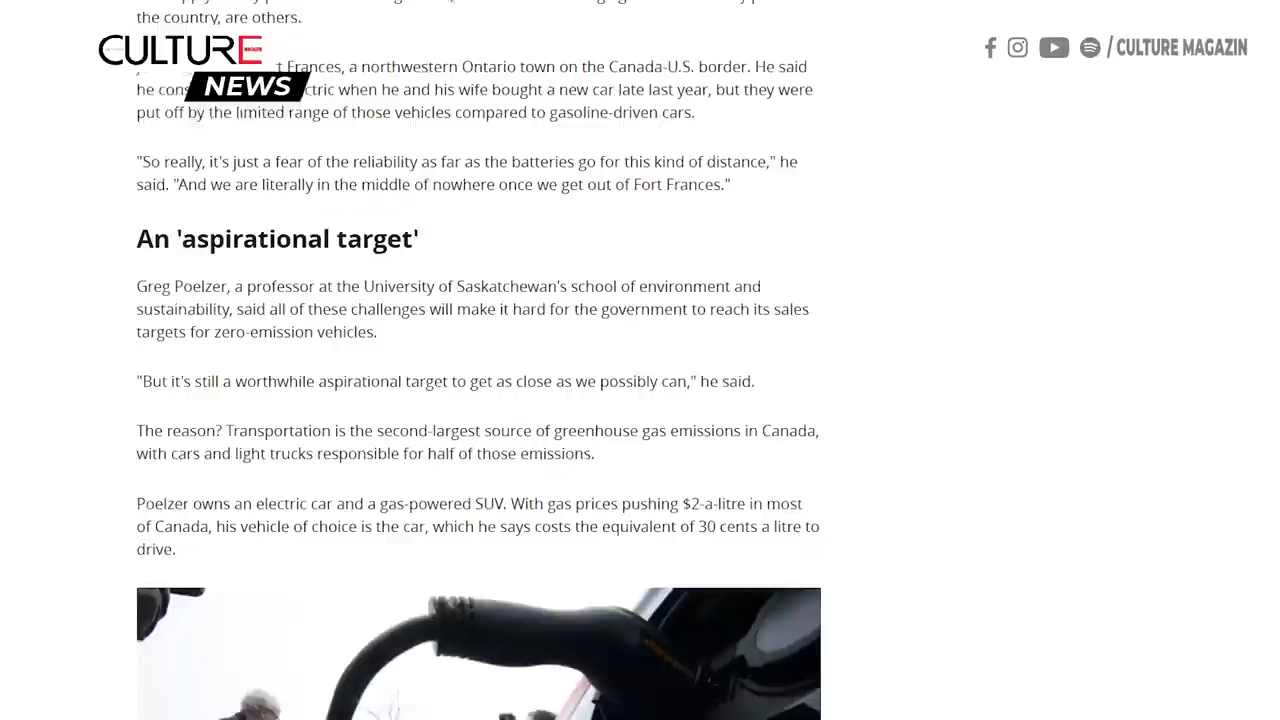 the country, are others.
CULTURE
NEWS
/ CULTURE MAGAZIN
Frances, a northwestern Ontario town on the Canada-U.S. border. He said
he when he and his wife bought a new car late last year, but they were
put off by the limited range of those vehicles compared to gasoline-driven cars.
"So really, it's just a fear of the reliability as far as the batteries go for this kind of distance," he
said. "And we are literally in the middle of nowhere once we get out of Fort Frances."
An 'aspirational target'
Greg Poelzer, a professor at the University of Saskatchewan's school of environment and
sustainability, said all of these challenges will make it hard for the government to reach its sales
targets for zero-emission vehicles.
"But it's still a worthwhile aspirational target to get as close as we possibly can," he said.
The reason? Transportation is the second-largest source of greenhouse gas emissions in Canada,
with cars and light trucks responsible for half of those emissions.
Poelzer owns an electric car and a gas-powered SUV. With gas prices pushing $2-a-litre in most
of Canada, his vehicle of choice is the car, which he says costs the equivalent of 30 cents a litre to
drive.